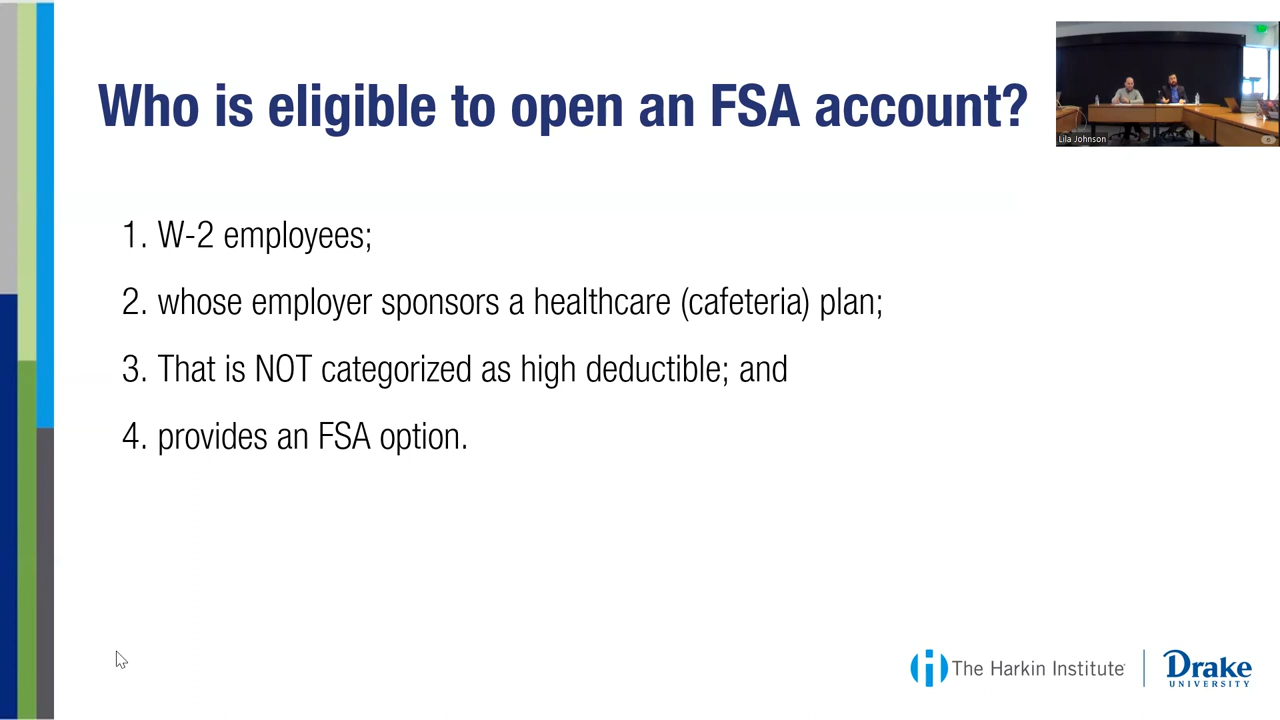 Who is eligible to open an FSA account?
Lila Johnson
1. W-2 employees;
2. whose employer sponsors a healthcare (cafeteria) plan;
3. That is NOT categorized as high deductible; and
4. provides an FSA option.
The Harkin Institute
Drake
UNIVERSITY